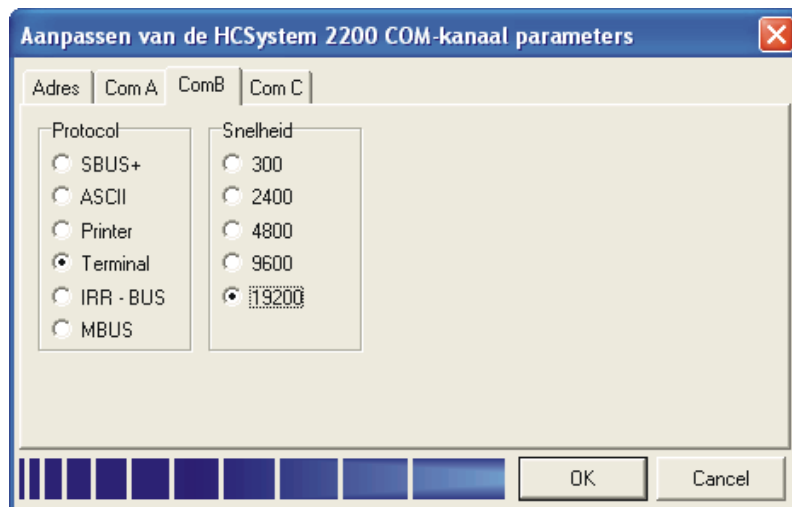 Aanpassen van de HCSystem 2200 COM-kanaal parameters
Adres Com A ComB Com C
Protocol
SBUS+
ASCII
Printer
Terminal
IRR - BUS
MBUS
Snelheid
300
2400
4800
9600
19200
OK Cancel